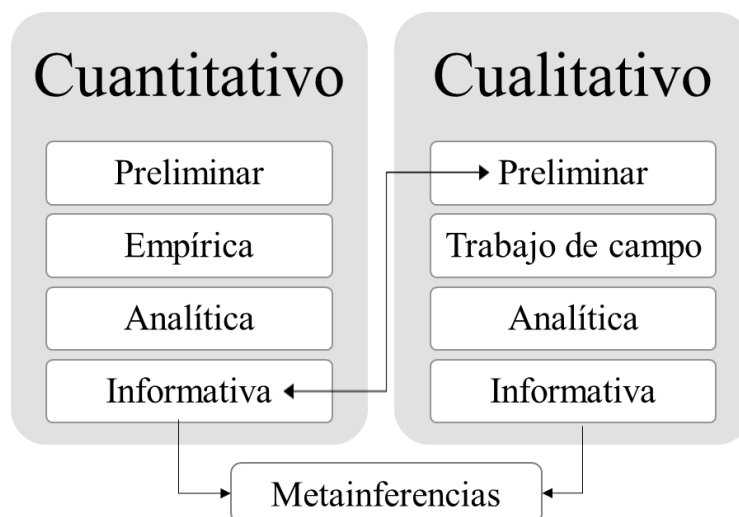 Cuantitativo
Preliminar
Empírica
Analítica
Informativa
Cualitativo
Preliminar
Trabajo de campo
Analítica
Informativa
Metainferencias